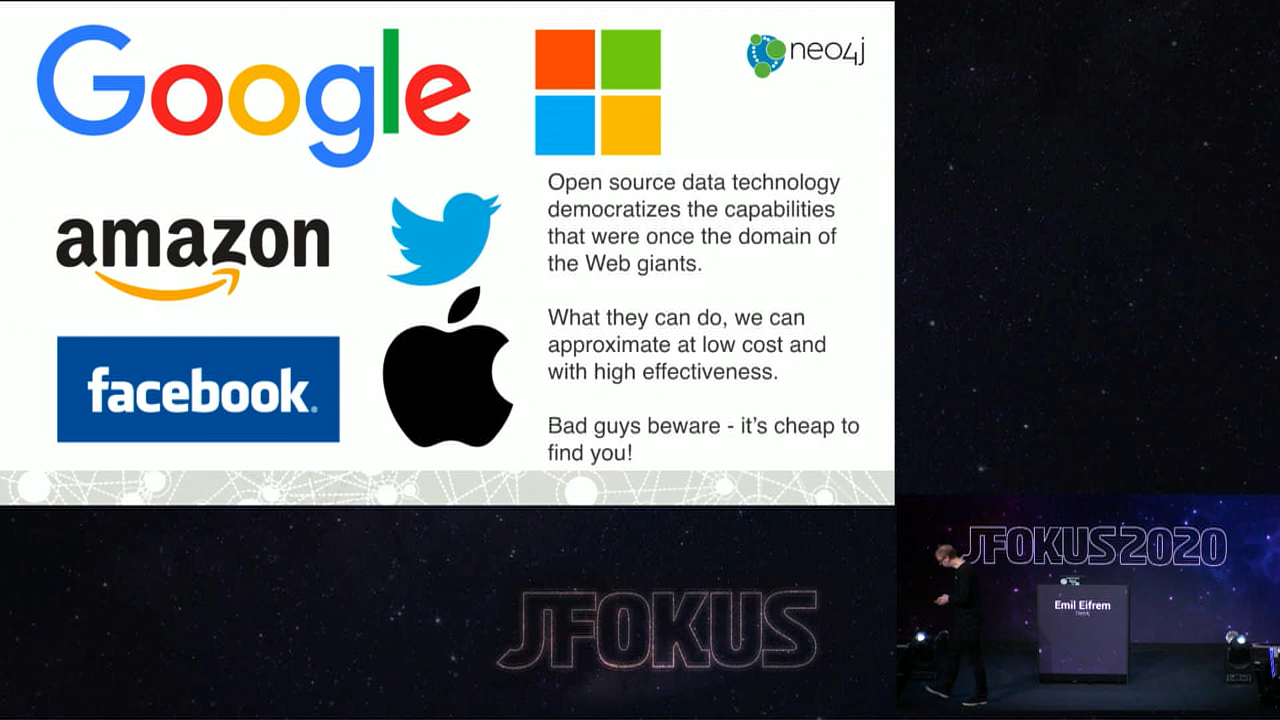 Google
neo4j
amazon
facebook
Open source data technology
democratizes the capabilities
that were once the domain of
the Web giants.
What they can do, we can
approximate at low cost and
with high effectiveness.
Bad guys beware - it's cheap to
find you!
JFOKUS
JFOKUS2020
Emil Eifrem
Neo4j